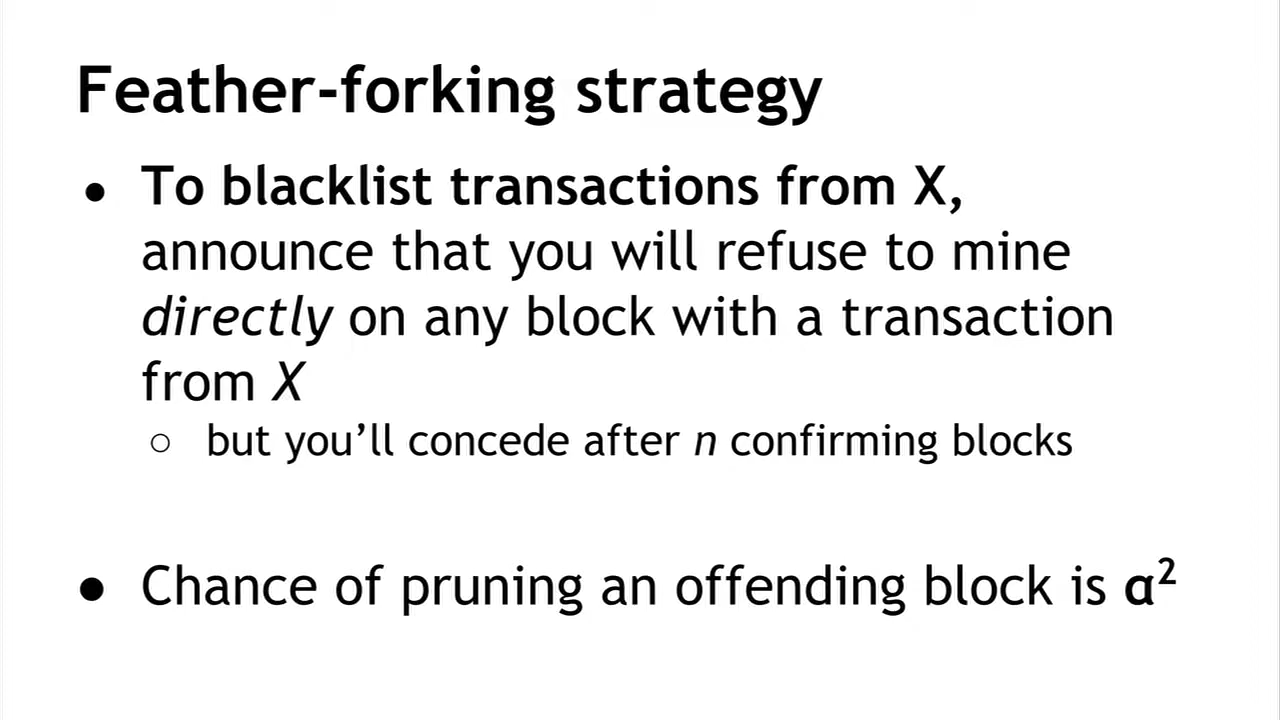 Feather-forking strategy
● To blacklist transactions from X,
announce that you will refuse to mine
directly on any block with a transaction
from X
○ but you’ll concede after n confirming blocks
● Chance of pruning an offending block is α²